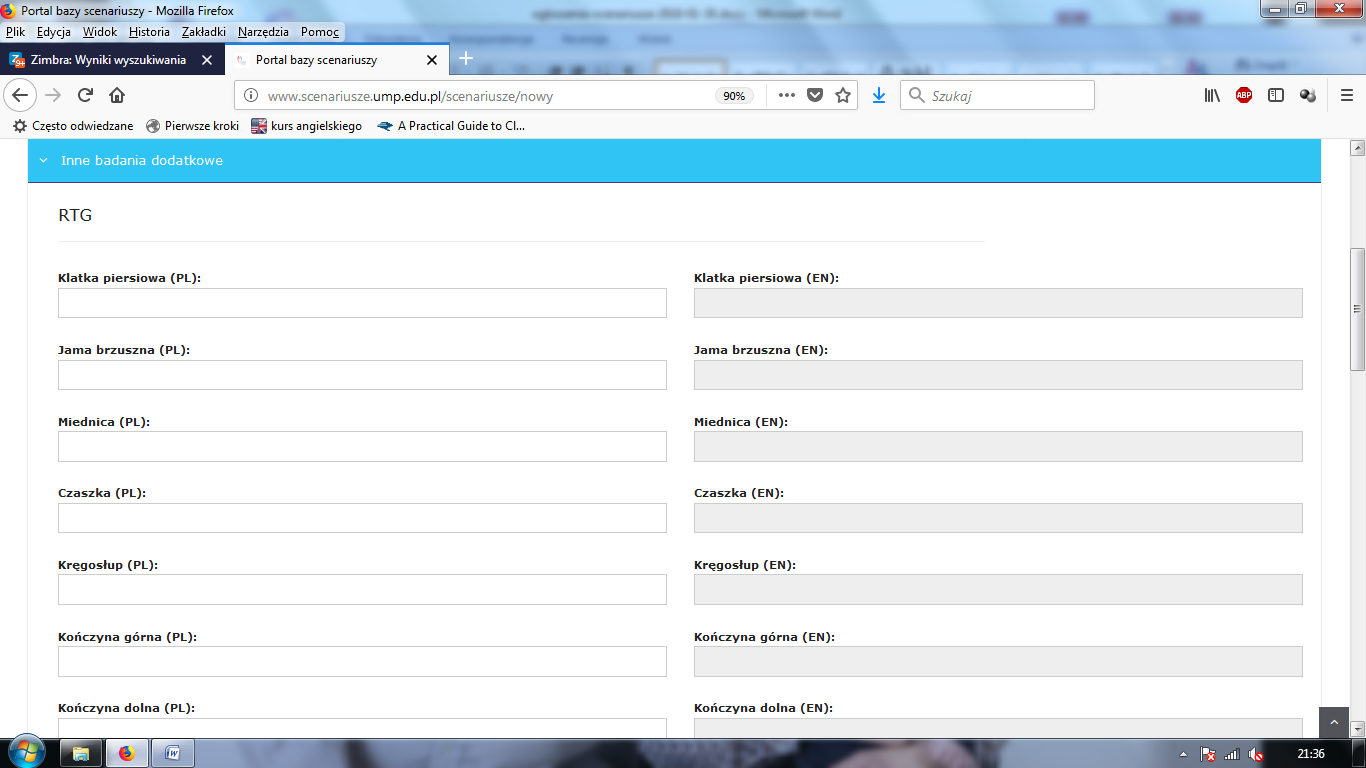 Portal bazy scenariuszy - Mozilla Firefox
Plik Edycja Widok Historia Zakładki Narzędzia Pomoc
Zimbra: Wyniki wyszukiwania
Portal bazy scenariuszy
www.scenariusze.ump.edu.pl/scenariusze/nowy
90%
Szukaj
ABP
Często odwiedzane
Pierwsze kroki
kurs angielskiego
A Practical Guide to Cl...
Inne badania dodatkowe
RTG
Klatka piersiowa (PL):
Klatka piersiowa (EN):
Jama brzuszna (PL):
Jama brzuszna (EN):
Miednica (PL):
Miednica (EN):
Czaszka (PL):
Czaszka (EN):
Kręgosłup (PL):
Kręgosłup (EN):
Kończyna górna (PL):
Kończyna górna (EN):
Kończyna dolna (PL):
Kończyna dolna (EN):
21:36